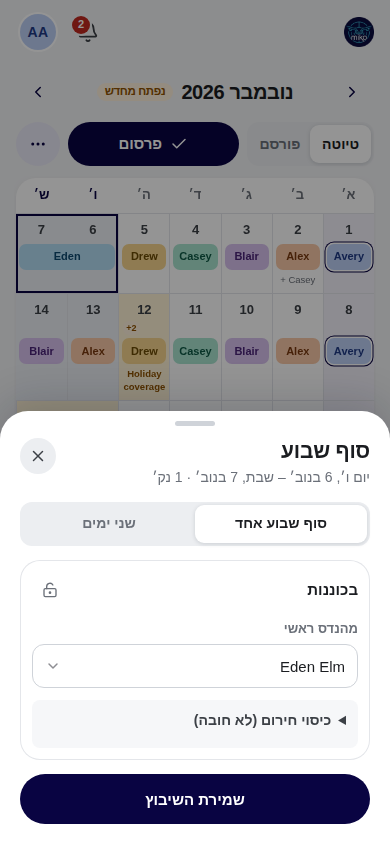 AA
2
miko
נובמבר 2026
נפתח מחדש
טיוטה
פורסם
פרסום
א׳ ב׳ ג׳ ד׳ ה׳ ו׳ ש׳
1 2 3 4 5 6 7
Avery Alex Blair Casey Drew Eden
+ Casey
8 9 10 11 12 13 14
+2
Avery Alex Blair Casey Drew Alex Blair
Holiday
coverage
סוף שבוע
יום ו׳, 6 בנוב׳ – שבת, 7 בנוב׳ · 1 נק׳
סוף שבוע אחד
שני ימים
בכוננות
מהנדס ראשי
Eden Elm
כיסוי חירום (לא חובה)
שמירת השיבוץ